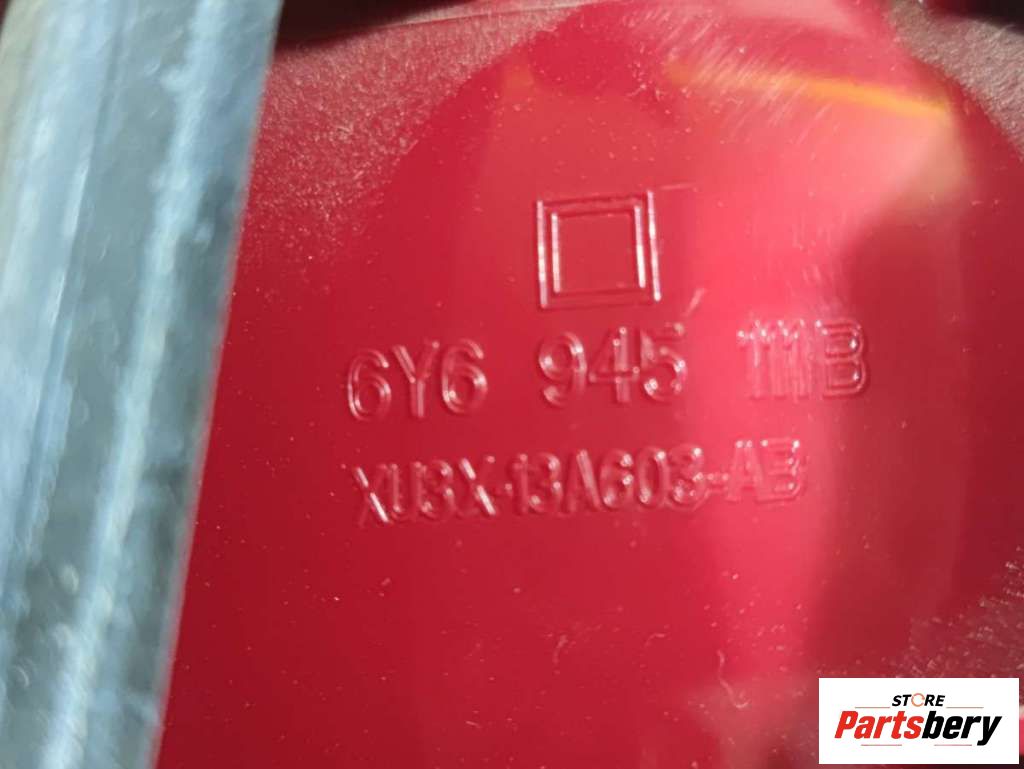 6Y6 945 111B
XU3X-13A603-AB
STORE
Partsbery